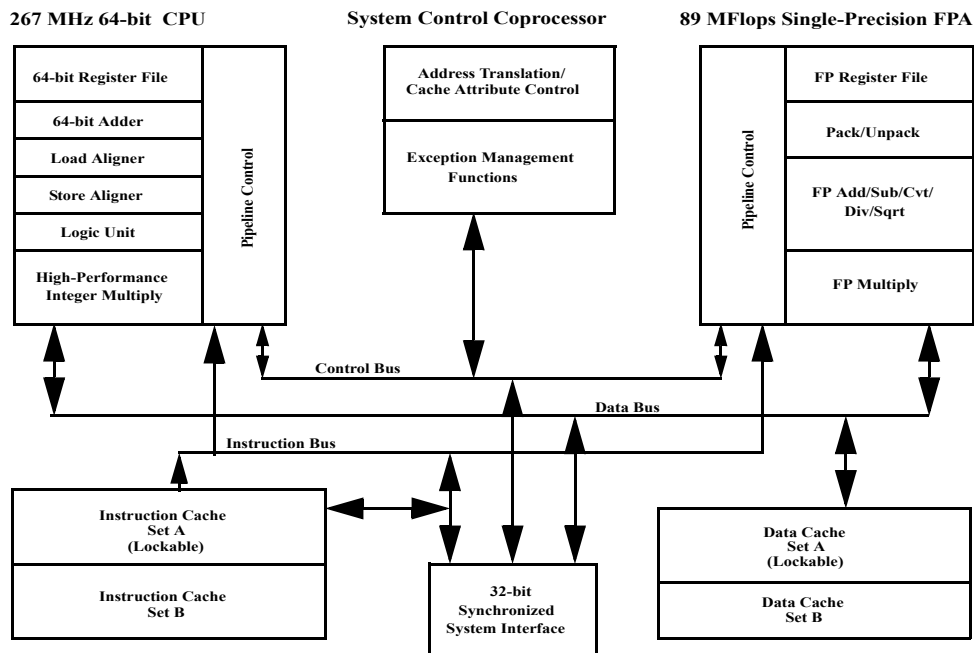 267 MHz 64-bit CPU
System Control Coprocessor
89 MFlops Single-Precision FPA
64-bit Register File
64-bit Adder
Load Aligner
Store Aligner
Logic Unit
High-Performance
Integer Multiply
Pipeline Control
Address Translation/
Cache Attribute Control
Exception Management
Functions
Pipeline Control
FP Register File
Pack/Unpack
FP Add/Sub/Cvt/
Div/Sqrt
FP Multiply
Control Bus
Data Bus
Instruction Bus
Instruction Cache
Set A
(Lockable)
Instruction Cache
Set B
32-bit
Synchronized
System Interface
Data Cache
Set A
(Lockable)
Data Cache
Set B